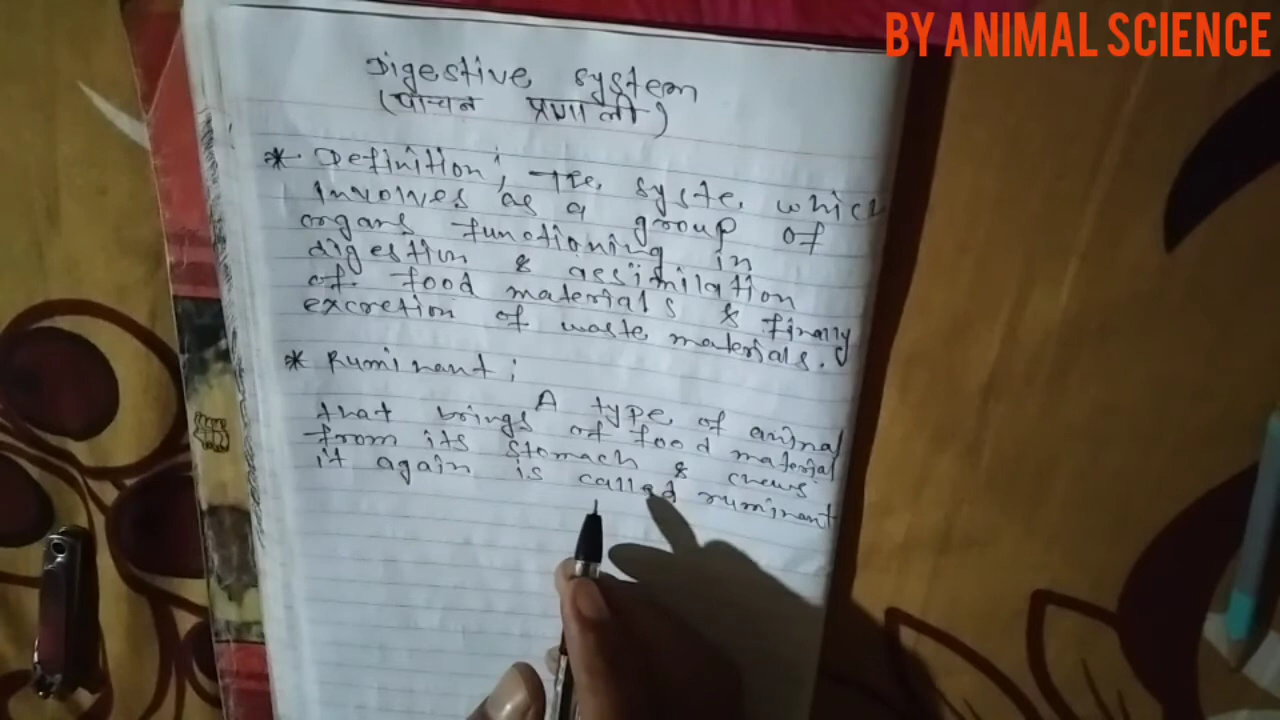 BY ANIMAL SCIENCE
Digestive system
(पाचन प्रणाली)
* Definition; The syste which
involves as a group of
organs functioning in
digestion & assimilation
of food materials & finally
excretion of waste materials.
* Ruminant;
A type of animal
that brings of food material
from its stomach & chews
it again is called ruminant